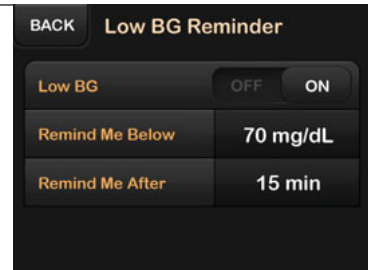 BACK Low BG Reminder
Low BG OFF ON
Remind Me Below 70 mg/dL
Remind Me After 15 min